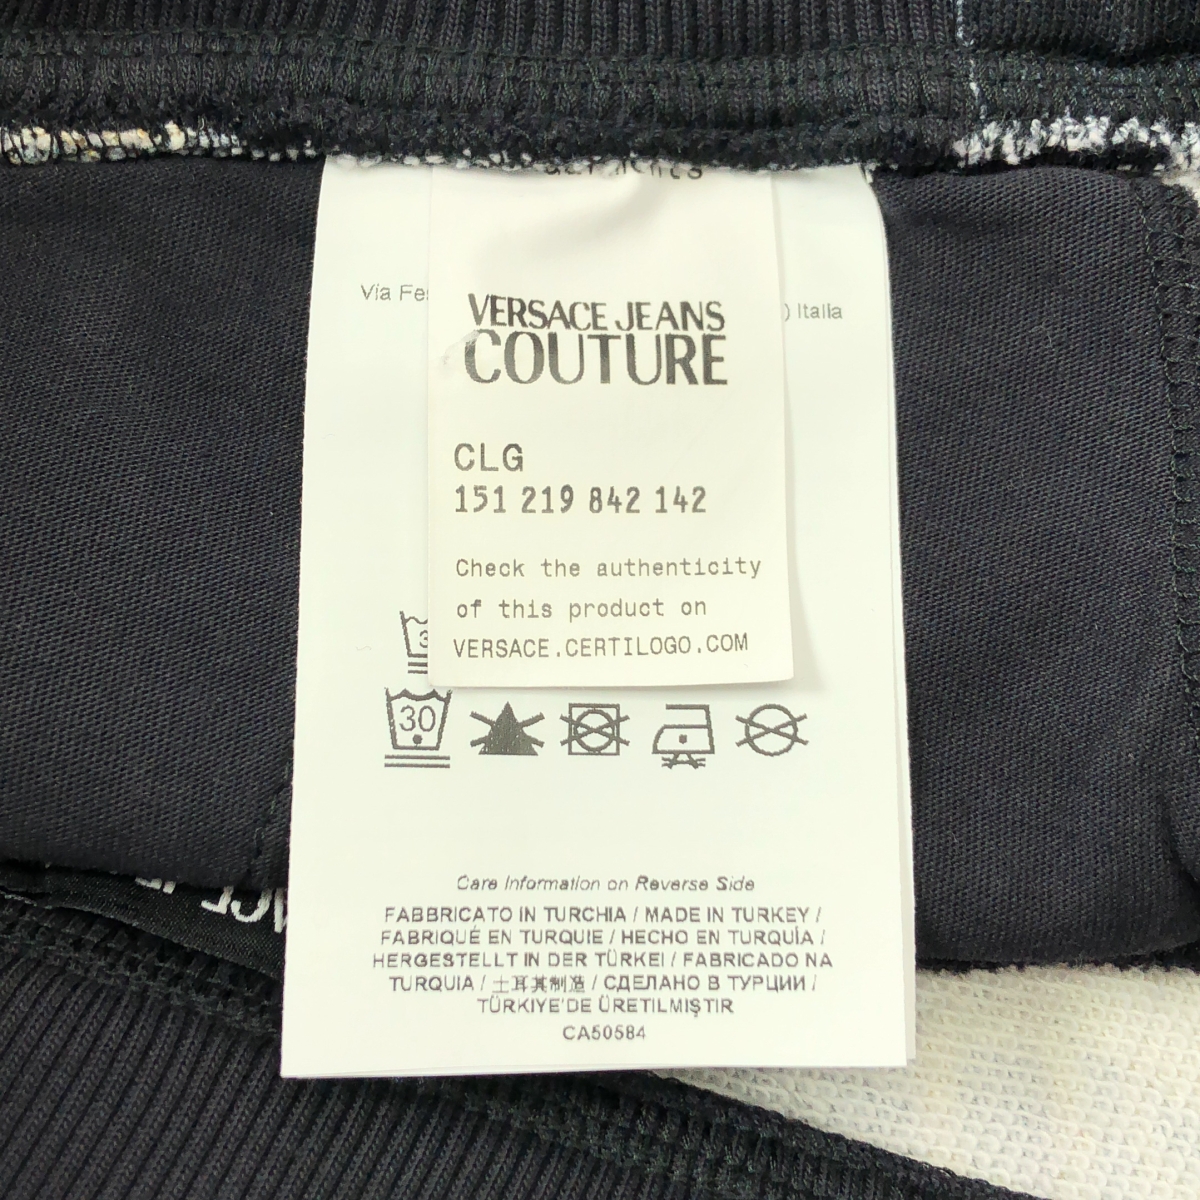 Via Fe
) Italia
VERSACE JEANS
COUTURE
CLG
151 219 842 142
Check the authenticity
of this product on
VERSACE.CERTILOGO.COM
30
Care Information on Reverse Side
FABBRICATO IN TURCHIA / MADE IN TURKEY /
FABRIQUÉ EN TURQUIE / HECHO EN TURQUÍA /
HERGESTELLT IN DER TÜRKEI / FABRICADO NA
TURQUIA / 土耳其制造 / СДЕЛАНО В ТУРЦИИ /
TÜRKİYE'DE ÜRETILMIŞTIR
CA50584